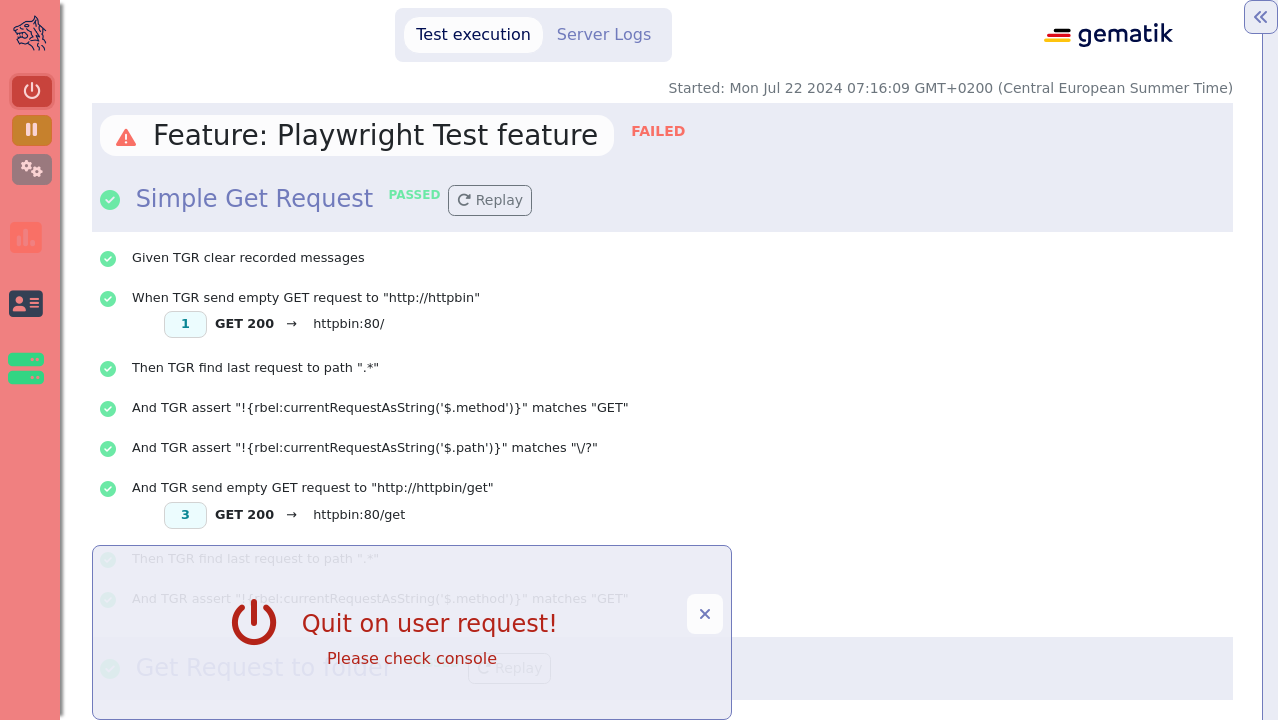 Test execution
Server Logs
gematik
Started: Mon Jul 22 2024 07:16:09 GMT+0200 (Central European Summer Time)
Feature: Playwright Test feature
FAILED
Simple Get Request
PASSED
Replay
Given TGR clear recorded messages
When TGR send empty GET request to "http://httpbin"
1 GET 200 → httpbin:80/
Then TGR find last request to path ".*"
And TGR assert "!{rbel:currentRequestAsString('$.method')}" matches "GET"
And TGR assert "!{rbel:currentRequestAsString('$.path')}" matches "\/?"
And TGR send empty GET request to "http://httpbin/get"
3 GET 200 → httpbin:80/get
Then TGR find last request to path ".*"
And TGR assert "!{rbel:currentRequestAsString('$.method')}" matches "GET"
Quit on user request!
Please check console
Get Request to folder
Replay